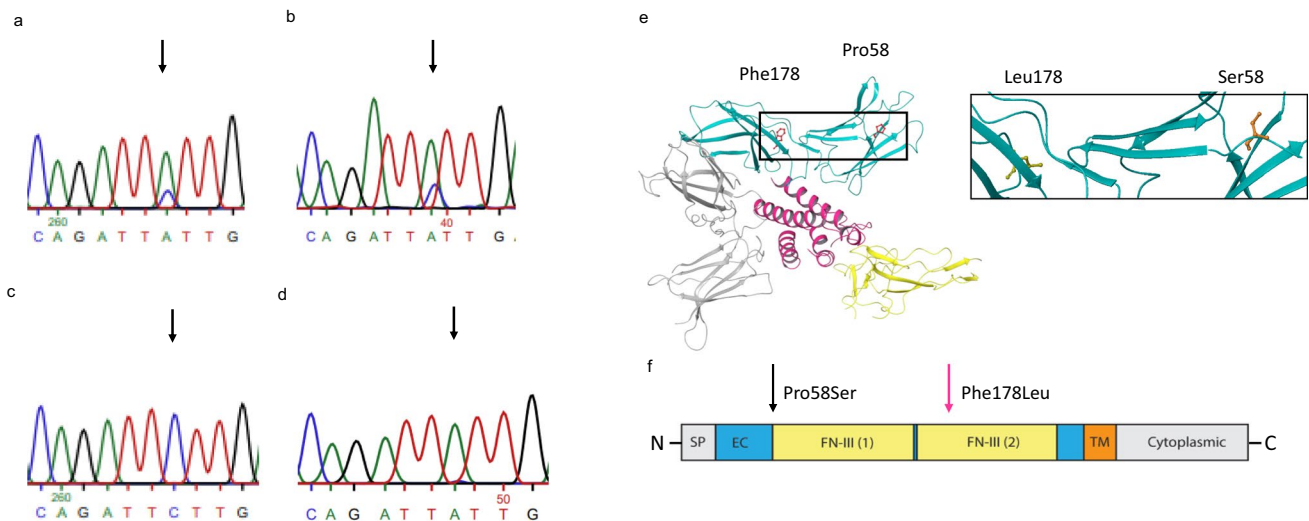 a
260
C A G A T T A T T G
b
40
C A G A T T A T T G A
c
260
C A G A T T C T T G
d
50
C A G A T T A T T G
e
Phe178
Pro58
Leu178
Ser58
f
Pro58Ser
Phe178Leu
N
SP
EC
FN-III (1)
FN-III (2)
TM
Cytoplasmic
C